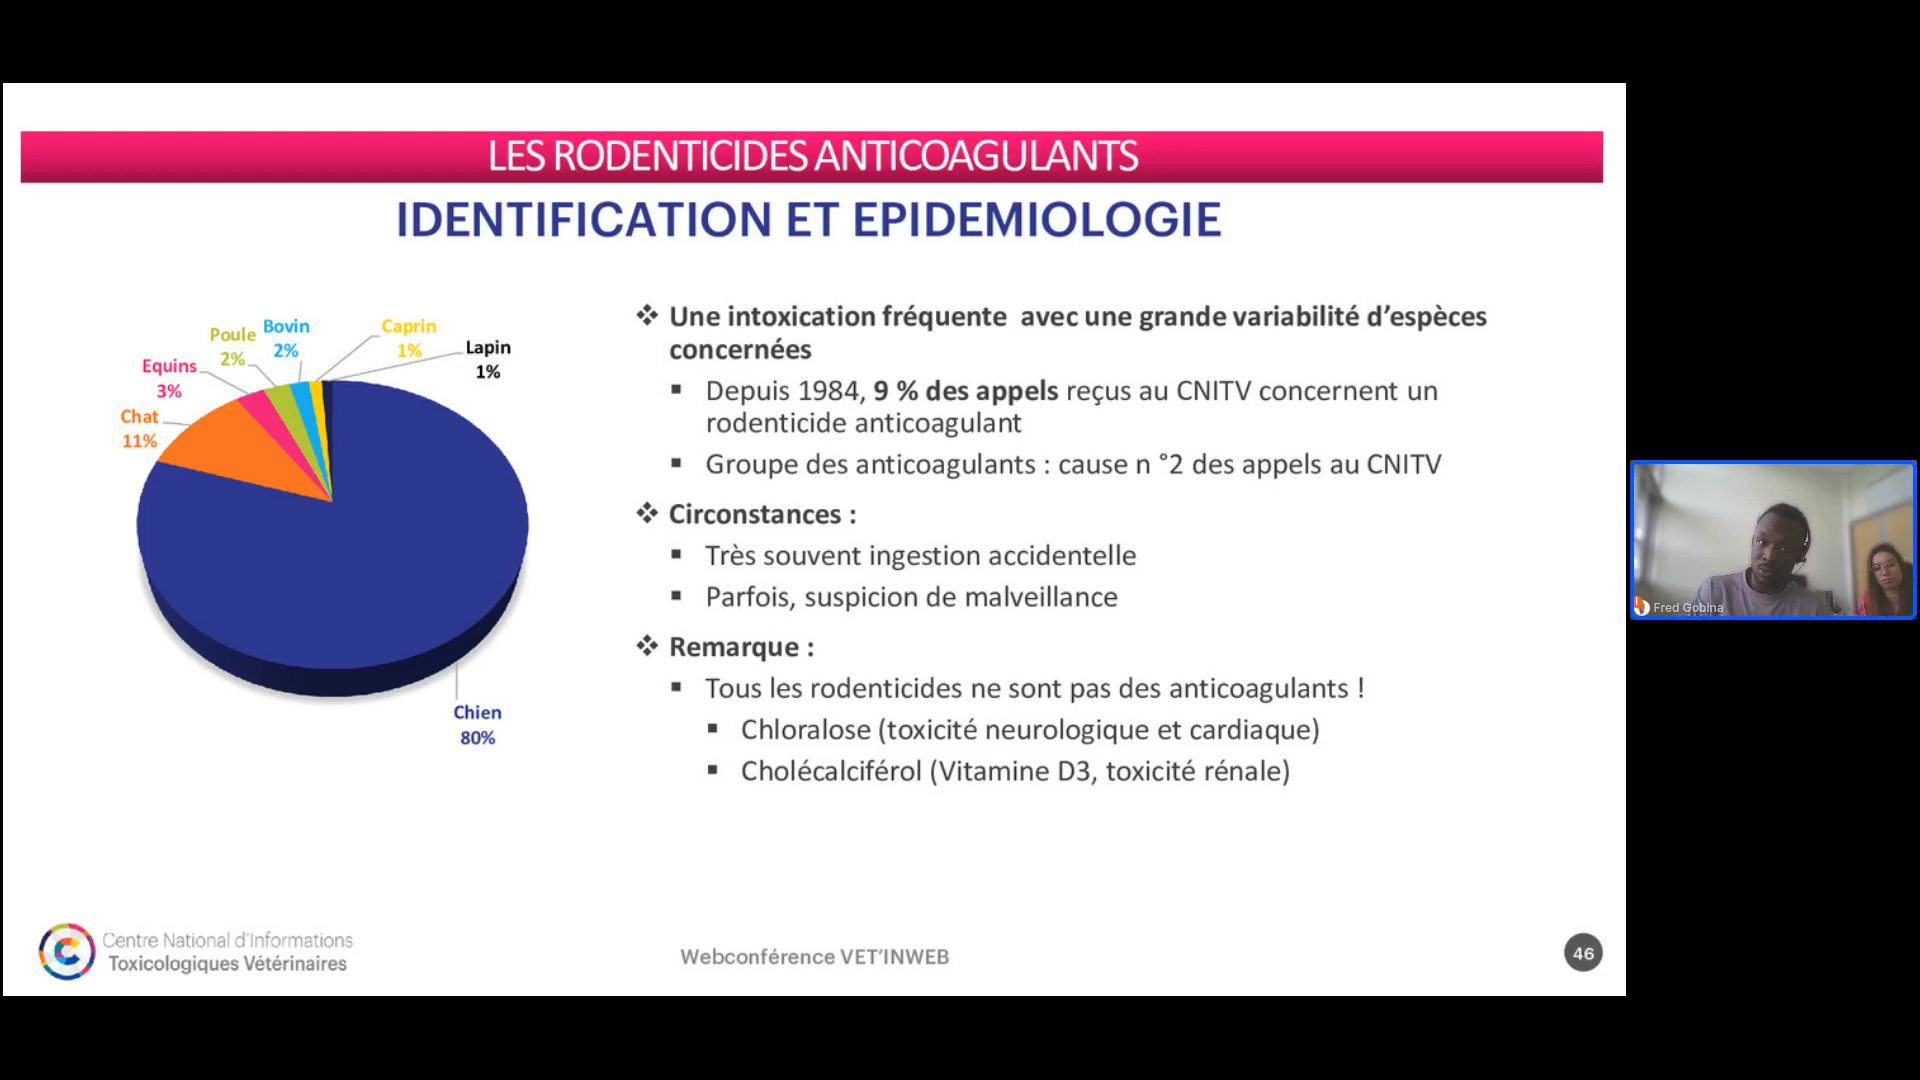 LES RODENTICIDES ANTICOAGULANTS
IDENTIFICATION ET EPIDEMIOLOGIE
Poule
2%
Bovin
2%
Caprin
1%
Lapin
1%
Equins
3%
Chat
11%
Chien
80%
❖ Une intoxication fréquente avec une grande variabilité d’espèces
concernées
▪ Depuis 1984, 9 % des appels reçus au CNITV concernent un
rodenticide anticoagulant
▪ Groupe des anticoagulants : cause n °2 des appels au CNITV
❖ Circonstances :
▪ Très souvent ingestion accidentelle
▪ Parfois, suspicion de malveillance
❖ Remarque :
▪ Tous les rodenticides ne sont pas des anticoagulants !
▪ Chloralose (toxicité neurologique et cardiaque)
▪ Cholécalciférol (Vitamine D3, toxicité rénale)
Fred Gobina
Centre National d'Informations
Toxicologiques Vétérinaires
Webconférence VET’INWEB
46